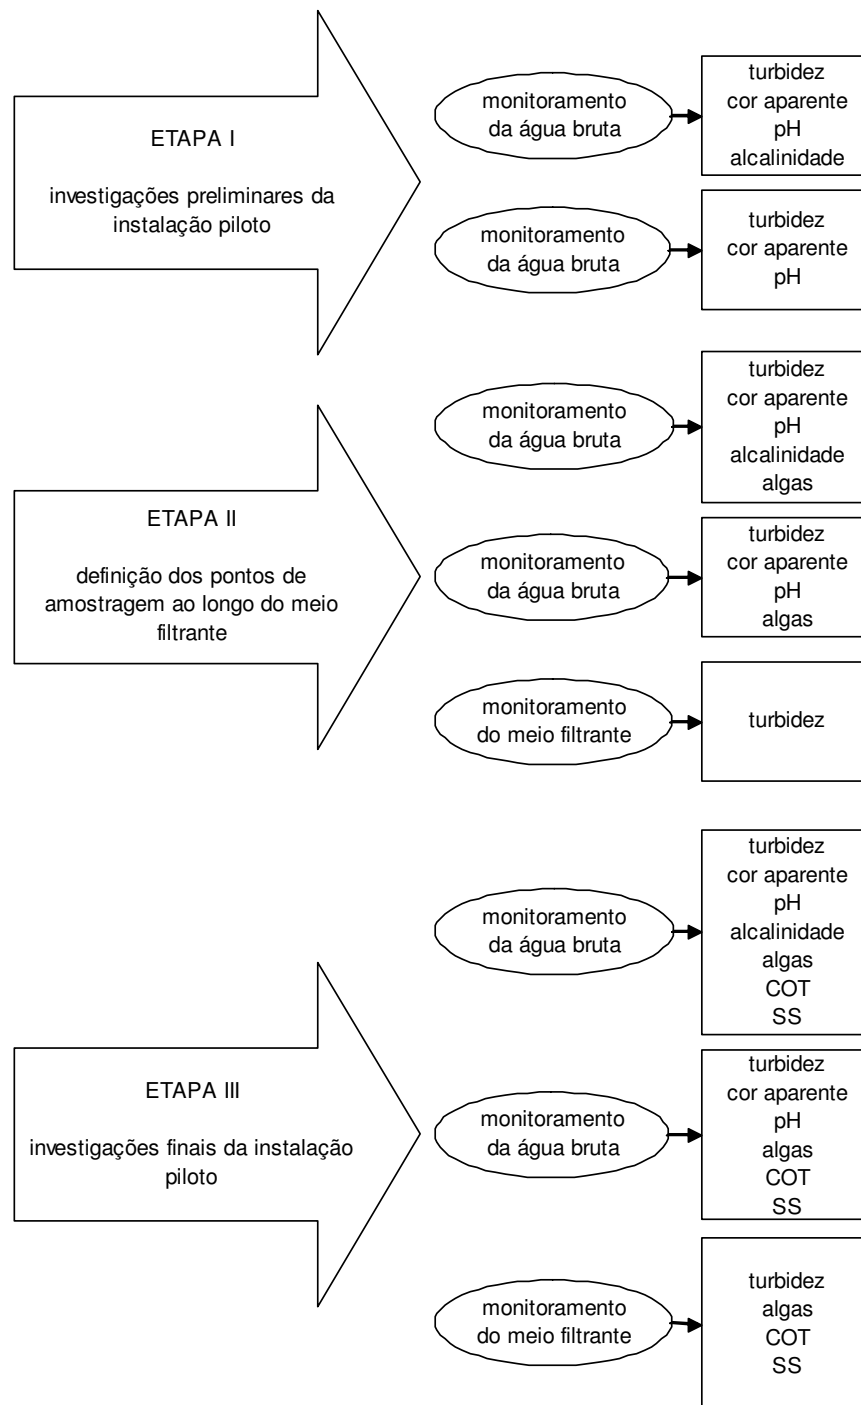 ETAPA I
investigações preliminares da
instalação piloto
monitoramento
da água bruta
turbidez
cor aparente
pH
alcalinidade
monitoramento
da água bruta
turbidez
cor aparente
pH
ETAPA II
definição dos pontos de
amostragem ao longo do meio
filtrante
monitoramento
da água bruta
turbidez
cor aparente
pH
alcalinidade
algas
monitoramento
da água bruta
turbidez
cor aparente
pH
algas
monitoramento
do meio filtrante
turbidez
ETAPA III
investigações finais da instalação
piloto
monitoramento
da água bruta
turbidez
cor aparente
pH
alcalinidade
algas
COT
SS
monitoramento
da água bruta
turbidez
cor aparente
pH
algas
COT
SS
monitoramento
do meio filtrante
turbidez
algas
COT
SS